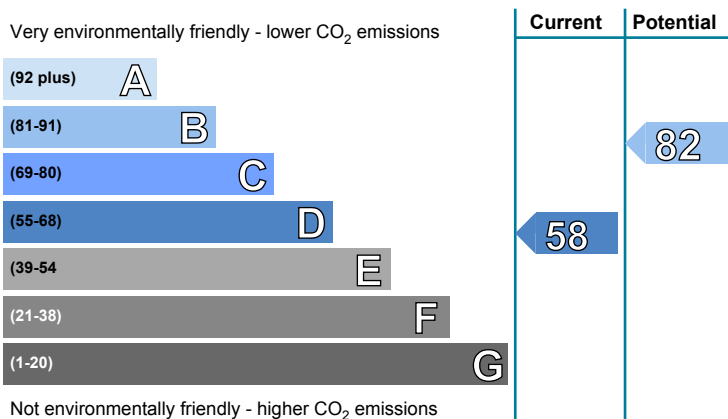 Current Potential
Very environmentally friendly - lower CO2 emissions
(92 plus) A
(81-91) B
82
(69-80) C
(55-68) D
58
(39-54 E
(21-38) F
(1-20) G
Not environmentally friendly - higher CO2 emissions